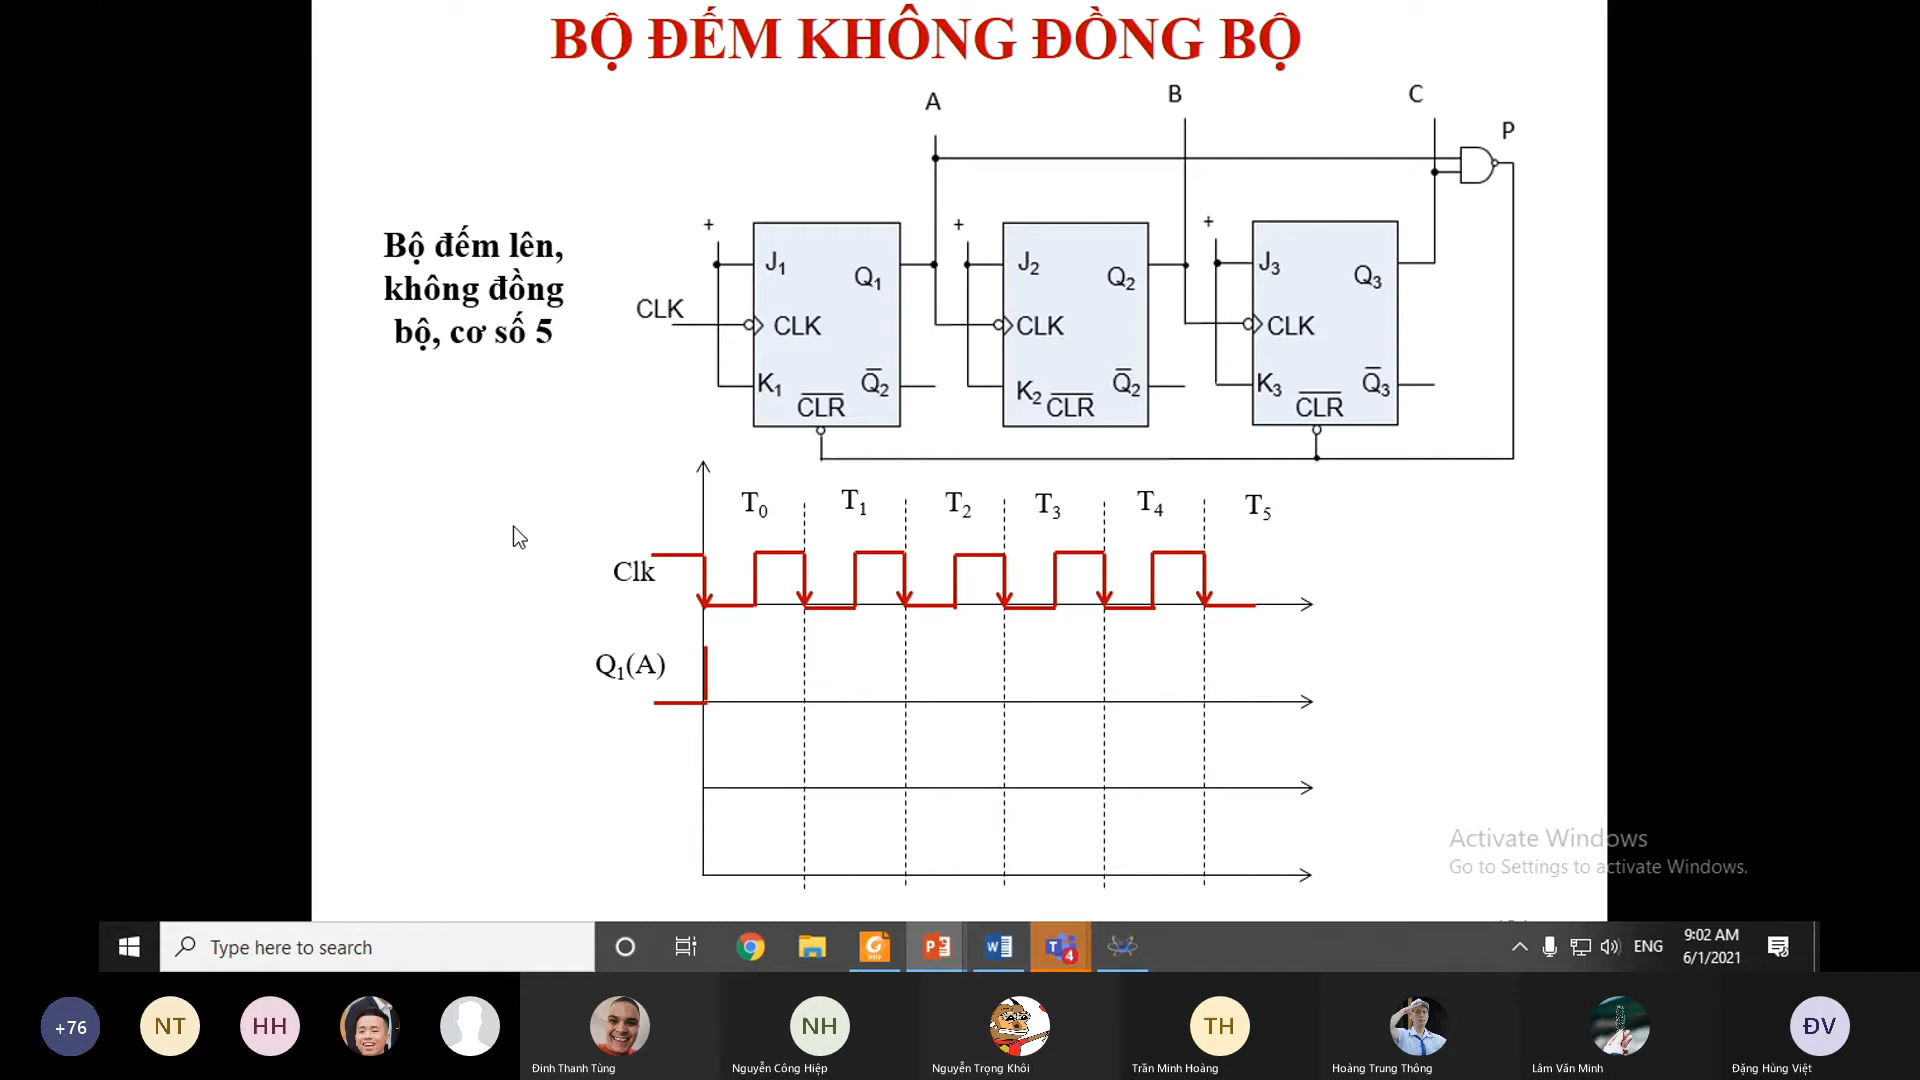 BỘ ĐẾM KHÔNG ĐỒNG BỘ
A
B
C
P
Bộ đếm lên,
không đồng
bộ, cơ số 5
+
+
+
J1
Q1
J2
Q2
J3
Q3
CLK
CLK
CLK
CLK
K1
Q̅2
K2
Q̅2
K3
Q̅3
C̅L̅R̅
C̅L̅R̅
C̅L̅R̅
T0
T1
T2
T3
T4
T5
Clk
Q1(A)
Activate Windows
Go to Settings to activate Windows.
Type here to search
4
ENG
9:02 AM
6/1/2021
+76
NT
HH
NH
TH
ĐV
Đinh Thanh Tùng
Nguyễn Công Hiệp
Nguyễn Trọng Khôi
Trần Minh Hoàng
Hoàng Trung Thông
Lâm Văn Minh
Đặng Hùng Việt